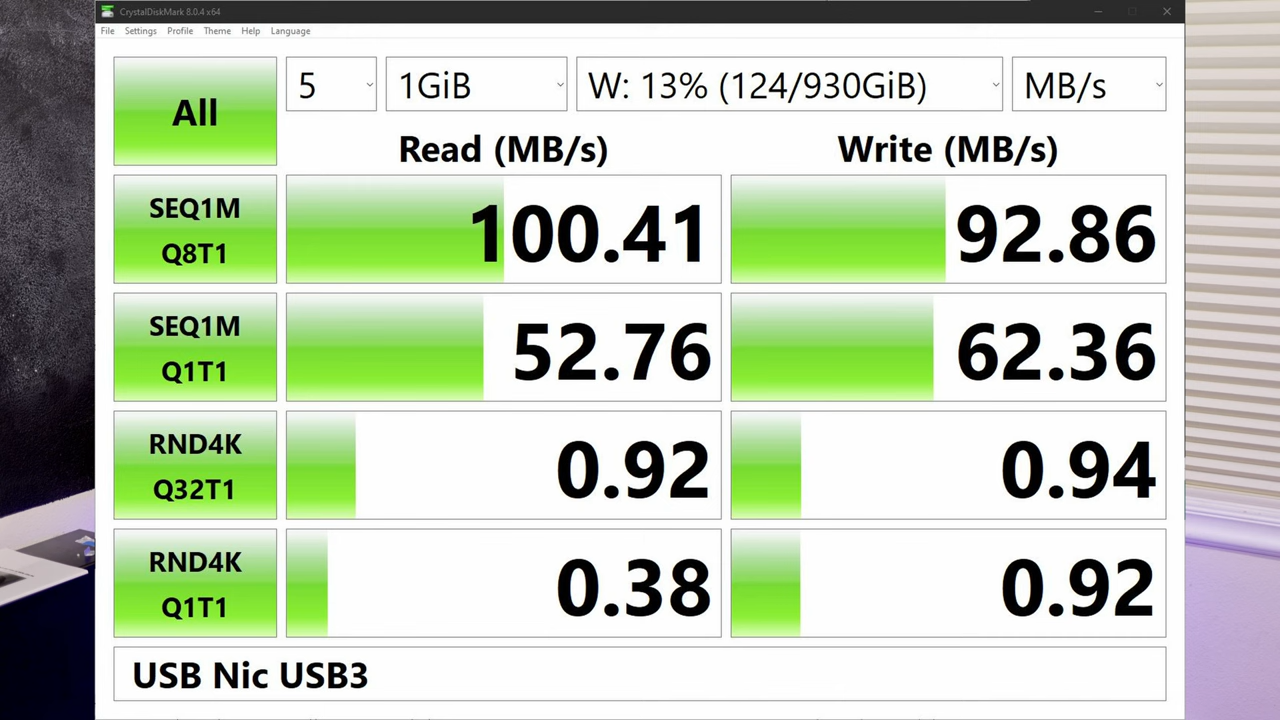 CrystalDiskMark 8.0.4 x64
File Settings Profile Theme Help Language
All 5 1GiB W: 13% (124/930GiB) MB/s
Read (MB/s) Write (MB/s)
SEQ1M
Q8T1
100.41 92.86
SEQ1M
Q1T1
52.76 62.36
RND4K
Q32T1
0.92 0.94
RND4K
Q1T1
0.38 0.92
USB Nic USB3